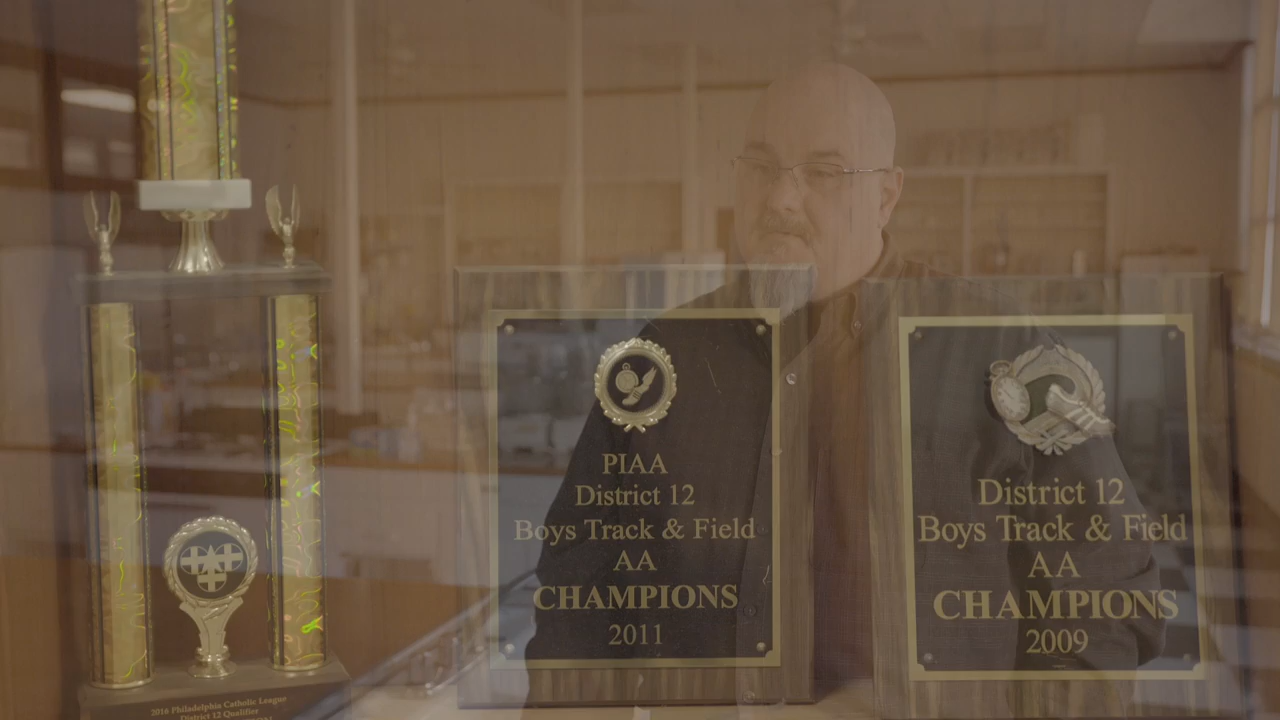 2016 Philadelphia Catholic League
District 12 Qualifier
PIAA
District 12
Boys Track & Field
AA
CHAMPIONS
2011
District 12
Boys Track & Field
AA
CHAMPIONS
2009